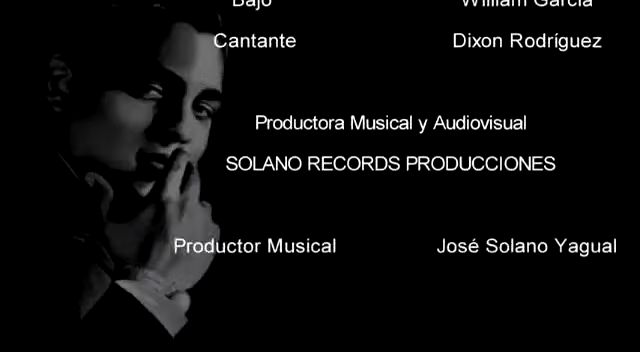 Bajo William García
Cantante Dixon Rodríguez
Productora Musical y Audiovisual
SOLANO RECORDS PRODUCCIONES
Productor Musical José Solano Yagual